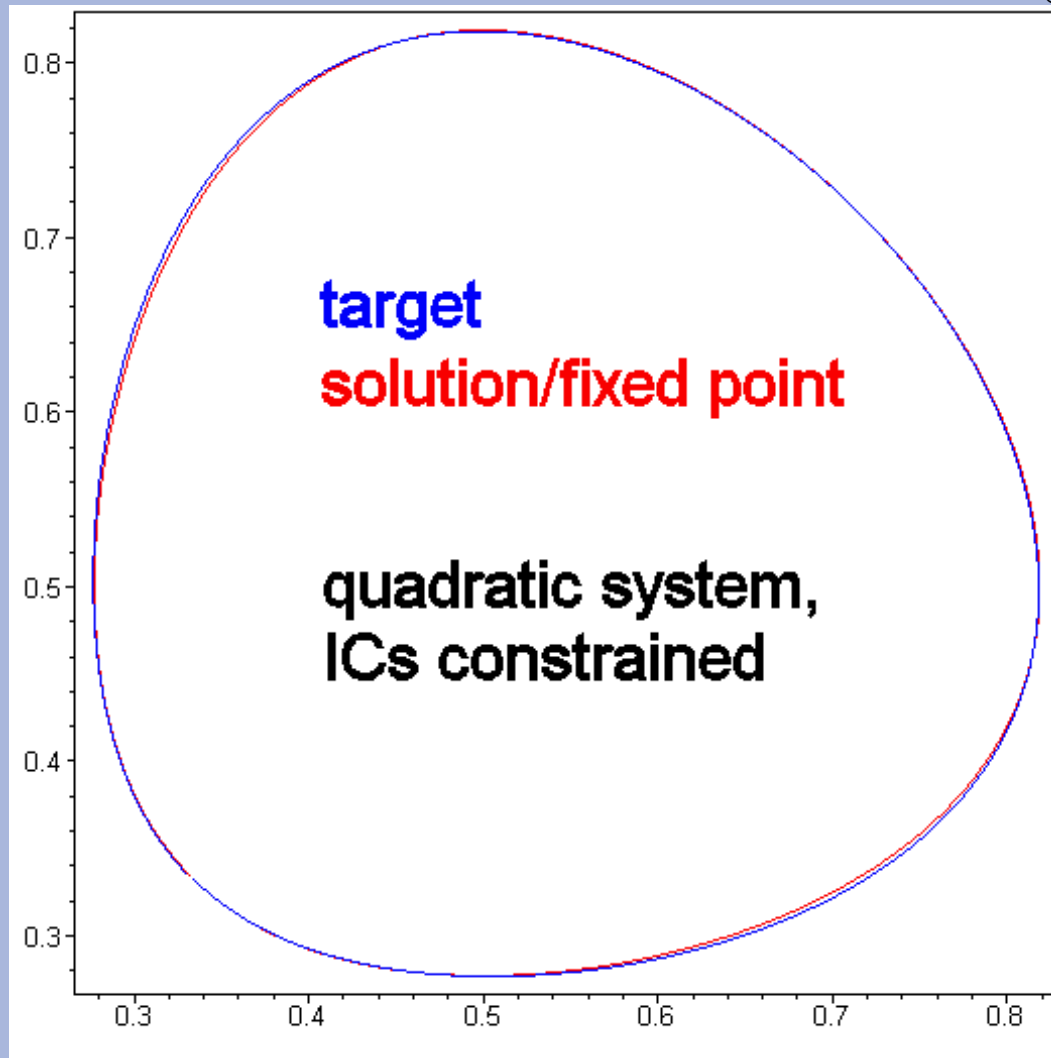 0.8
0.7
target
solution/fixed point
0.6
quadratic system,
0.5
ICs constrained
0.4
0.3
0.3 0.4 0.5 0.6 0.7 0.8